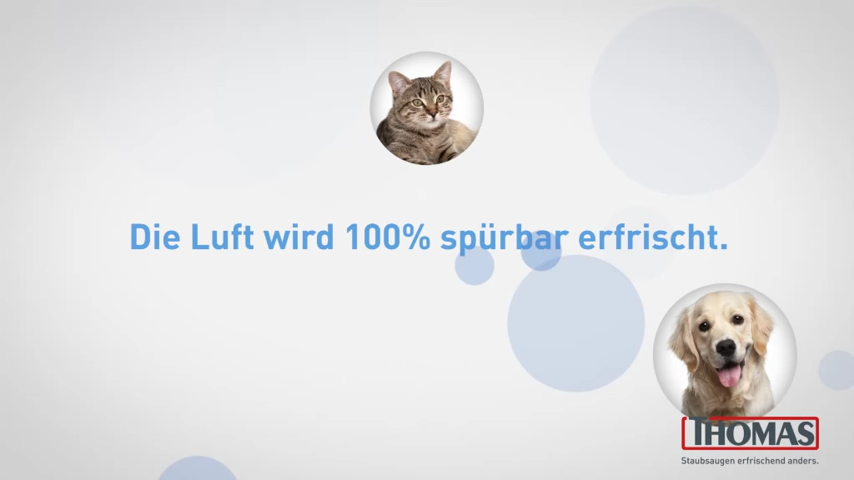 Die Luft wird 100% spürbar erfrischt.
THOMAS
Staubsaugen erfrischend anders.